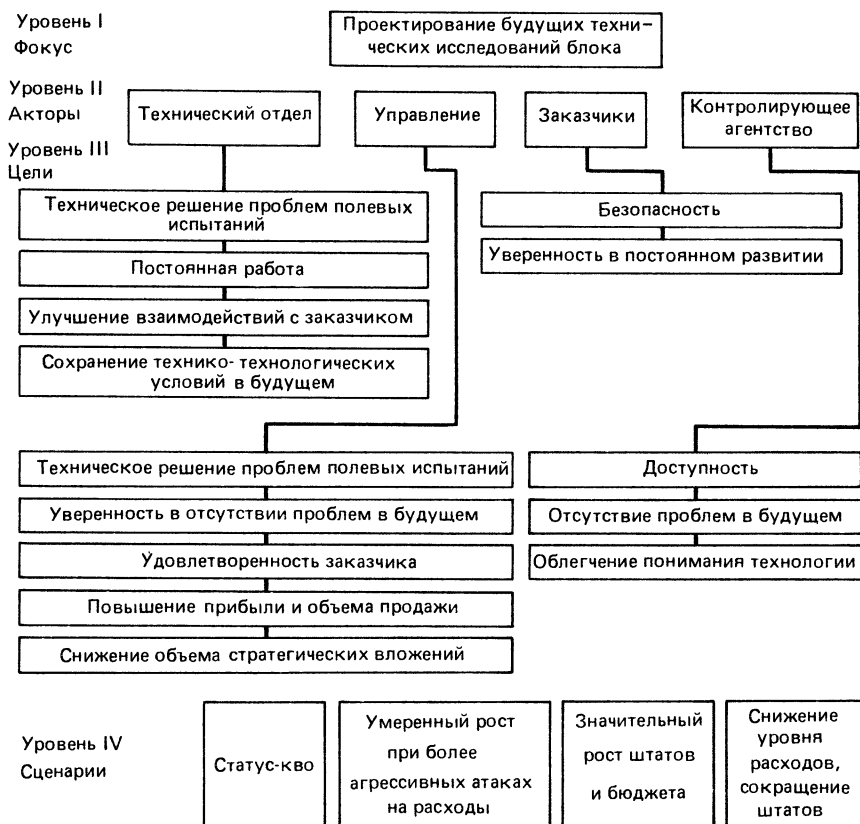 Уровень I
Фокус
Проектирование будущих техни-
ческих исследований блока
Уровень II
Акторы
Технический отдел
Управление
Заказчики
Контролирующее
агентство
Уровень III
Цели
Техническое решение проблем полевых
испытаний
Постоянная работа
Улучшение взаимодействий с заказчиком
Сохранение технико-технологических
условий в будущем
Безопасность
Уверенность в постоянном развитии
Техническое решение проблем полевых испытаний
Уверенность в отсутствии проблем в будущем
Удовлетворенность заказчика
Повышение прибыли и объема продажи
Снижение объема стратегических вложений
Доступность
Отсутствие проблем в будущем
Облегчение понимания технологии
Уровень IV
Сценарии
Статус-кво
Умеренный рост
при более
агрессивных атаках
на расходы
Значительный
рост штатов
и бюджета
Снижение
уровня
расходов,
сокращение
штатов